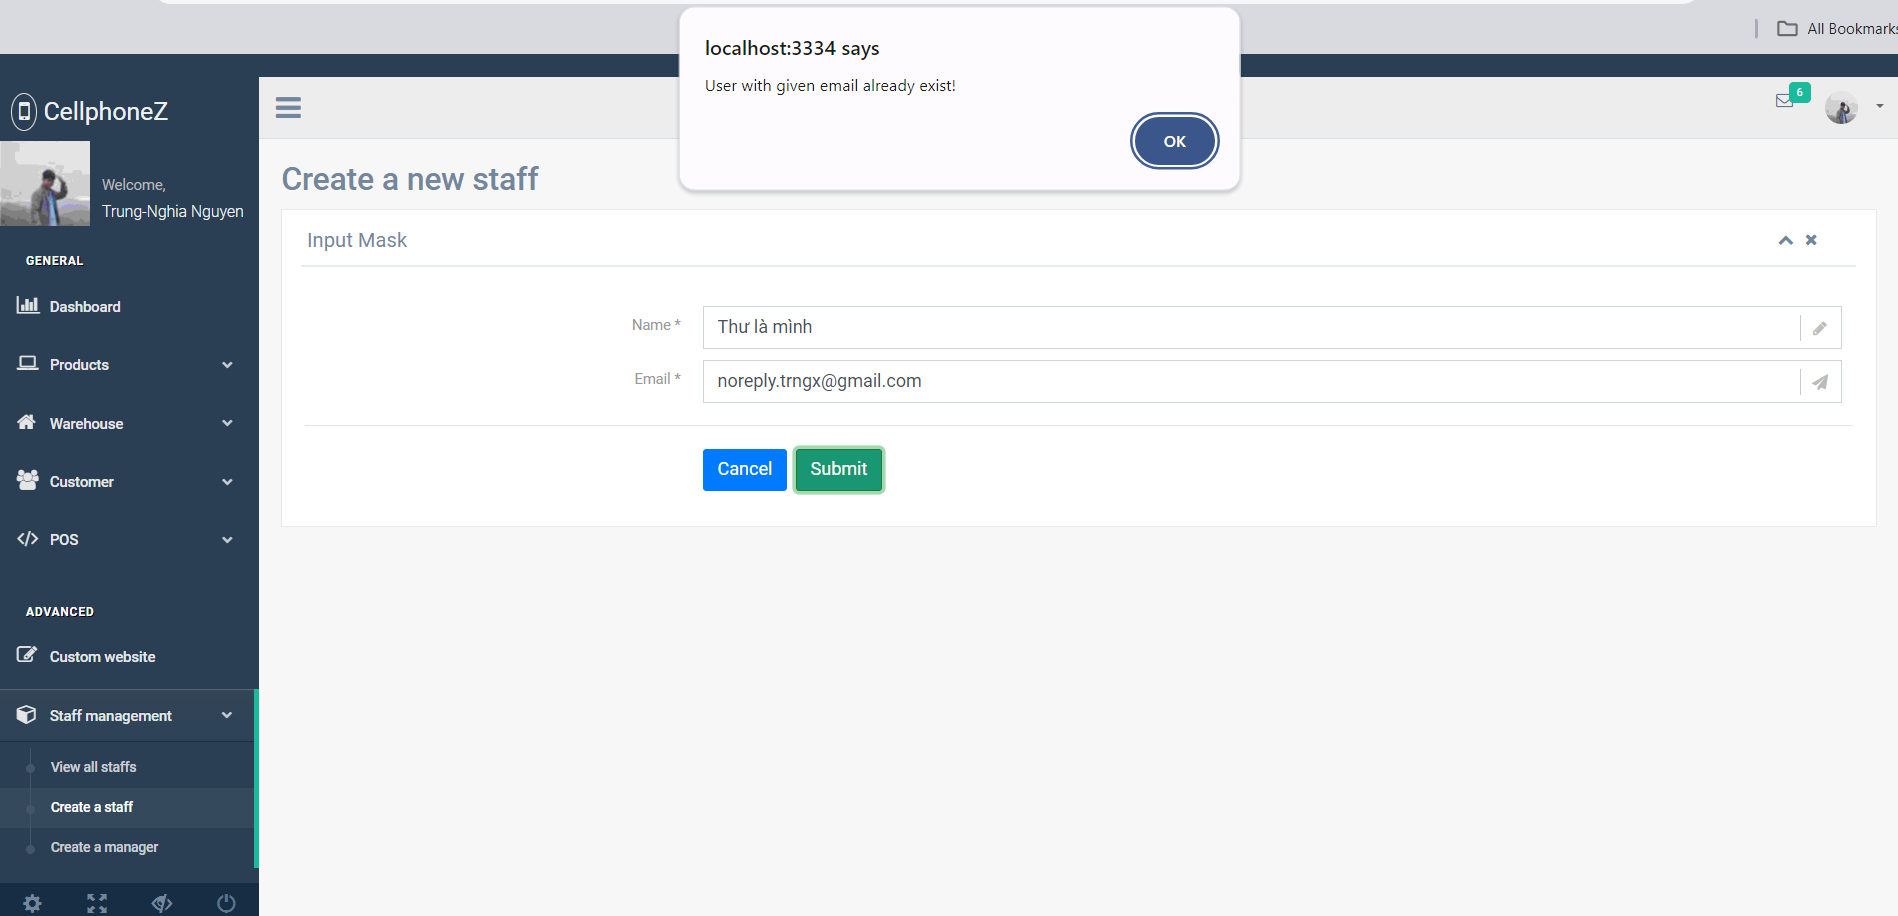 All Bookmarks
localhost:3334 says
User with given email already exist!
OK
CellphoneZ
6
Welcome,
Trung-Nghia Nguyen
Create a new staff
Input Mask
GENERAL
Dashboard
Products
Warehouse
Customer
POS
Name *
Thư là mình
Email *
noreply.trngx@gmail.com
Cancel
Submit
ADVANCED
Custom website
Staff management
View all staffs
Create a staff
Create a manager